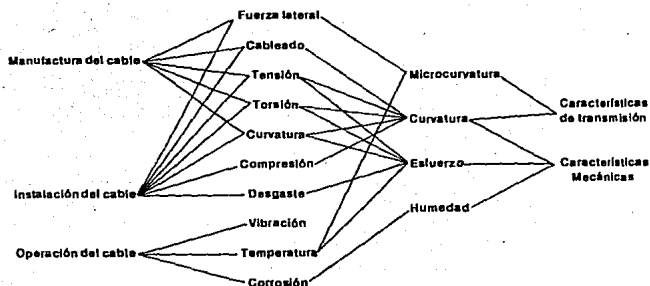 Manufactura del cable
Instalación del cable
Operación del cable
Fuerza lateral
Cableado
Tensión
Torsión
Curvatura
Compresión
Desgaste
Vibración
Temperatura
Corrosión
Microcurvatura
Curvatura
Esfuerzo
Humedad
Características
de transmisión
Características
Mecánicas